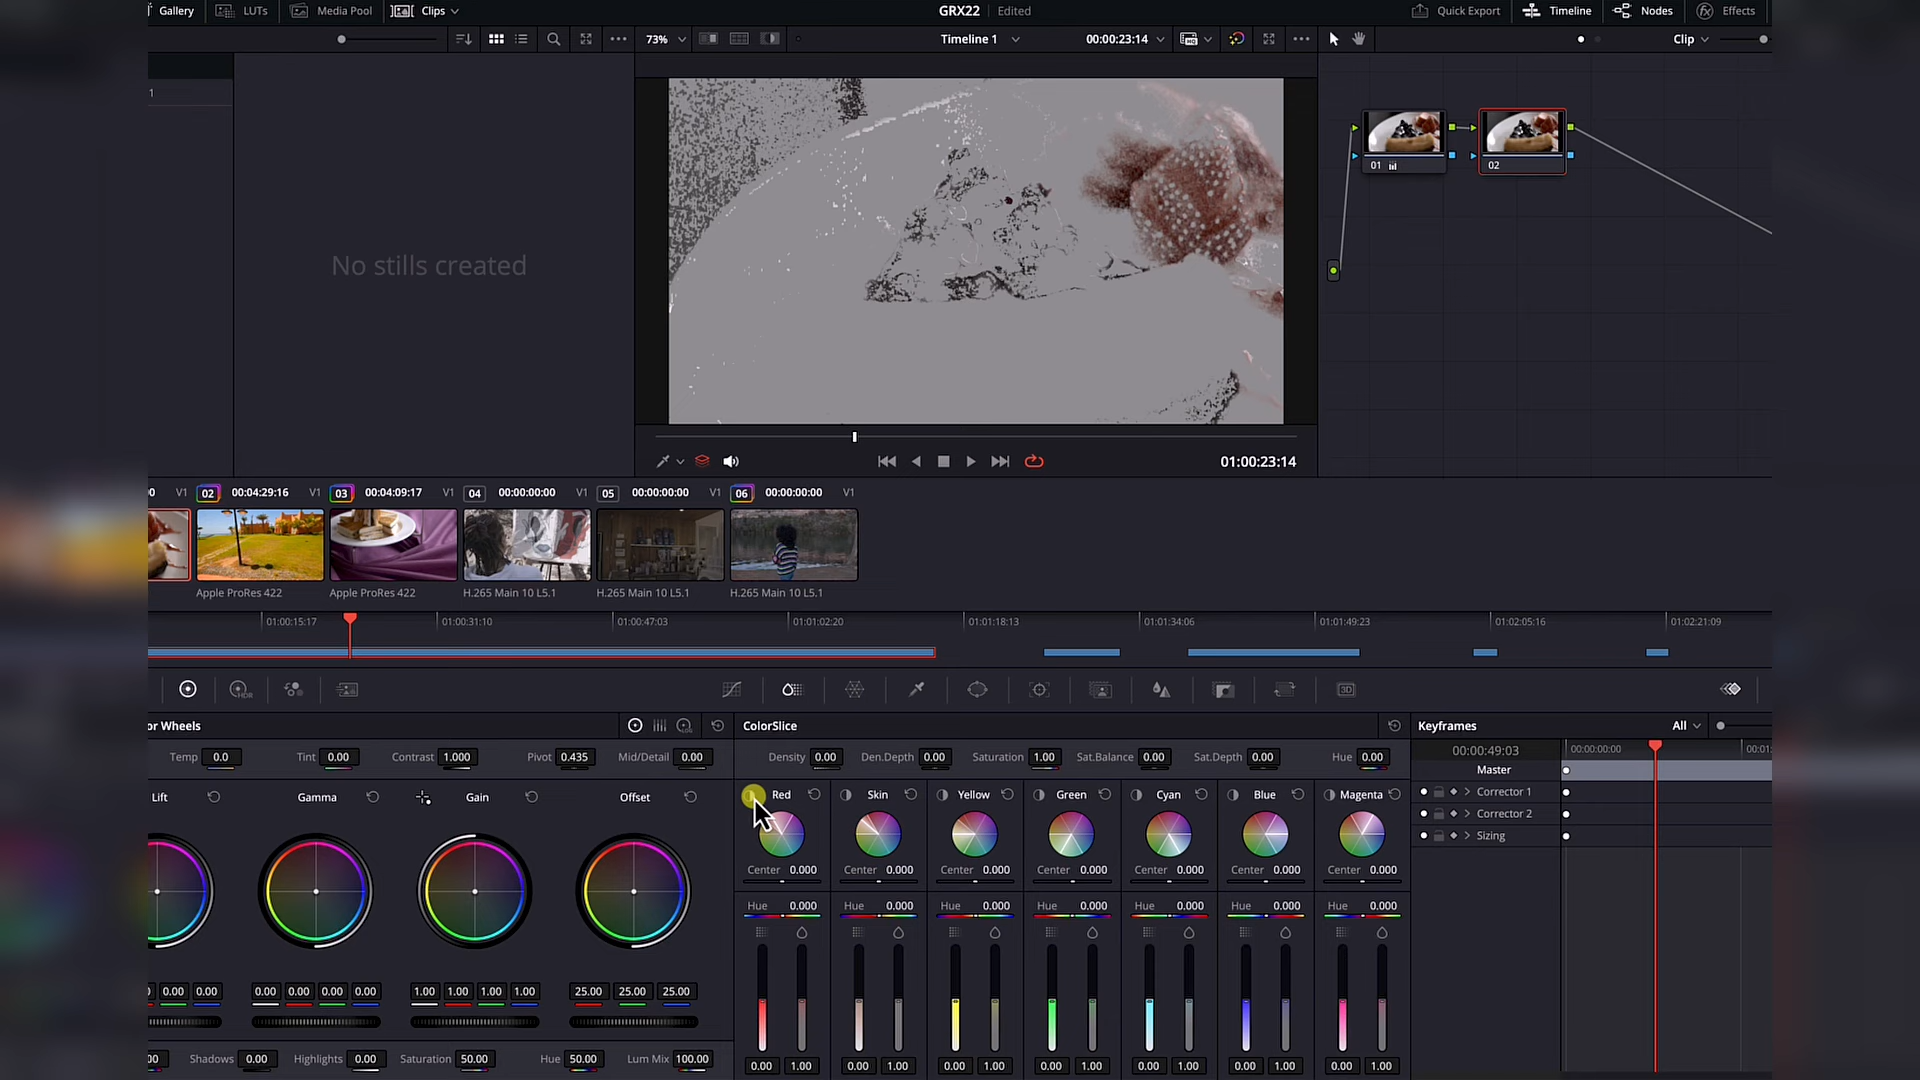 Gallery LUTs Media Pool Clips GRX22 Edited Quick Export Timeline Nodes Effects
73% Timeline 1 00:00:23:14 Clip
1
No stills created
01 02
01:00:23:14
V1 02 00:04:29:16 V1 03 00:04:09:17 V1 04 00:00:00:00 V1 05 00:00:00:00 V1 06 00:00:00:00 V1
Apple ProRes 422 Apple ProRes 422 H.265 Main 10 L5.1 H.265 Main 10 L5.1 H.265 Main 10 L5.1
01:00:15:17 01:00:31:10 01:00:47:03 01:01:02:20 01:01:18:13 01:01:34:06 01:01:49:23 01:02:05:16 01:02:21:09
HDR 3D
or Wheels ColorSlice Keyframes All
Temp 0.0 Tint 0.00 Contrast 1.000 Pivot 0.435 Mid/Detail 0.00 Density 0.00 Den.Depth 0.00 Saturation 1.00 Sat.Balance 0.00 Sat.Depth 0.00 Hue 0.00 00:00:49:03 00:00:00:00 00:01:
Master
Lift Gamma Gain Offset Red Skin Yellow Green Cyan Blue Magenta Corrector 1
Corrector 2
Sizing
Center 0.000 Center 0.000 Center 0.000 Center 0.000 Center 0.000 Center 0.000 Center 0.000
Hue 0.000 Hue 0.000 Hue 0.000 Hue 0.000 Hue 0.000 Hue 0.000 Hue 0.000
0.00 0.00 0.00 0.00 0.00 0.00 1.00 1.00 1.00 1.00 25.00 25.00 25.00
00 Shadows 0.00 Highlights 0.00 Saturation 50.00 Hue 50.00 Lum Mix 100.00 0.00 1.00 0.00 1.00 0.00 1.00 0.00 1.00 0.00 1.00 0.00 1.00 0.00 1.00